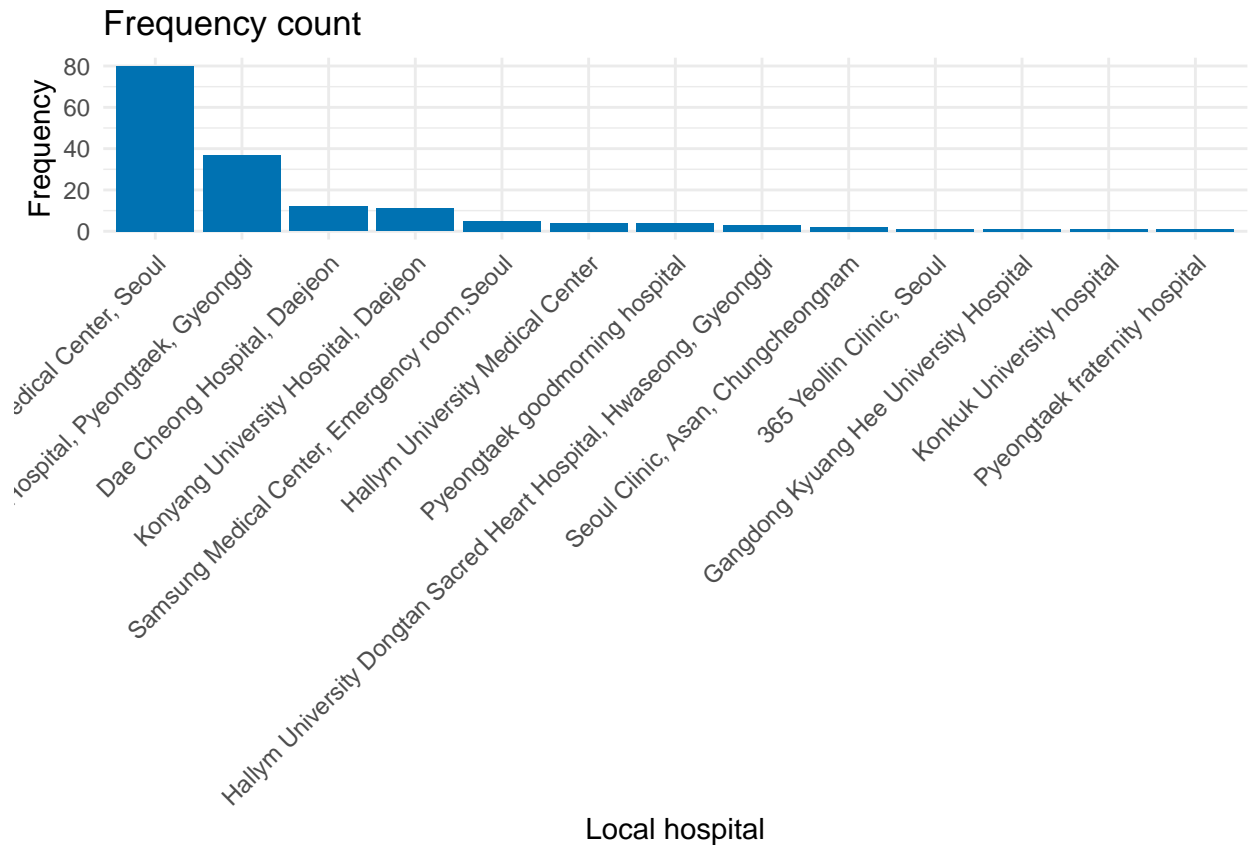 Frequency count
Frequency
80
60
40
20
0
edical Center, Seoul
Hospital, Pyeongtaek, Gyeonggi
Dae Cheong Hospital, Daejeon
Konyang University Hospital, Daejeon
Samsung Medical Center, Emergency room,Seoul
Hallym University Medical Center
Pyeongtaek goodmorning hospital
Hallym University Dongtan Sacred Heart Hospital, Hwaseong, Gyeonggi
Seoul Clinic, Asan, Chungcheongnam
365 Yeollin Clinic, Seoul
Gangdong Kyuang Hee University Hospital
Konkuk University hospital
Pyeongtaek fraternity hospital
Local hospital